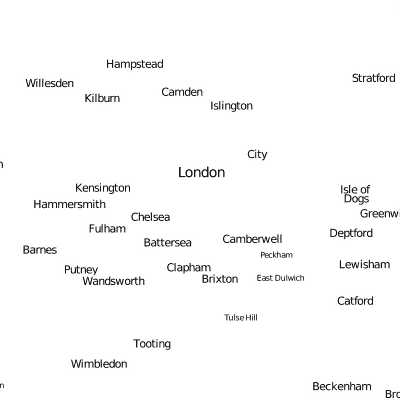 Hampstead
Stratford
Willesden
Camden
Kilburn
Islington
City
London
Kensington
Isle of
Dogs
Hammersmith
Greenwi
Chelsea
Fulham
Deptford
Camberwell
Battersea
Barnes
Peckham
Lewisham
Clapham
Putney
East Dulwich
Brixton
Wandsworth
Catford
Tulse Hill
Tooting
Wimbledon
Beckenham
Bro